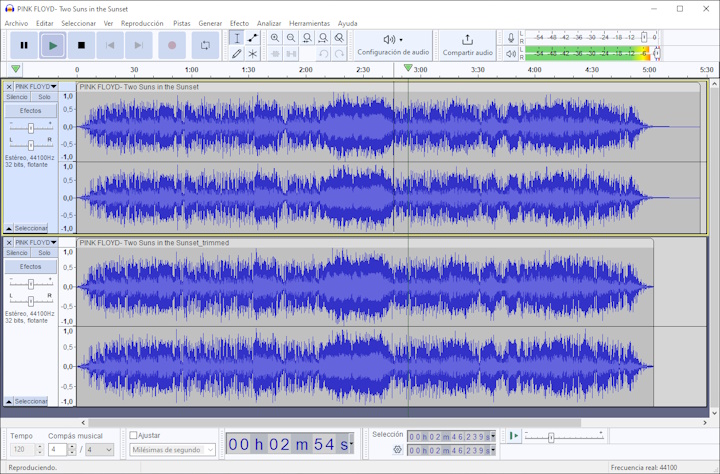 PINK FLOYD- Two Suns in the Sunset
Archivo Editar Seleccionar Ver Reproducción Pistas Generar Efecto Analizar Herramientas Ayuda
Configuración de audio
Compartir audio
L R -54 -48 -42 -36 -30 -24 -18 -12 -6 0
L R -54 -48 -42 -36 -30 -24 -18 -12 -6 0
0 30 1:00 1:30 2:00 2:30 3:00 3:30 4:00 4:30 5:00 5:30
PINK FLOYD PINK FLOYD- Two Suns in the Sunset
Silencio Solo
Efectos
- +
L R
Estéreo, 44100Hz
32 bits, flotante
Seleccionar
1,0
0,5
0,0
-0,5
-1,0
1,0
0,5
0,0
-0,5
-1,0
PINK FLOYD PINK FLOYD- Two Suns in the Sunset_trimmed
Silencio Solo
Efectos
- +
L R
Estéreo, 44100Hz
32 bits, flotante
Seleccionar
1,0
0,5
0,0
-0,5
-1,0
1,0
0,5
0,0
-0,5
-1,0
Tempo Compás musical
120 4 / 4
Ajustar
Milésimas de segundo
00 h 02 m 54 s
Selección
00 h 02 m 46 , 239 s
00 h 02 m 46 , 239 s
Reproduciendo.
Frecuencia real: 44100